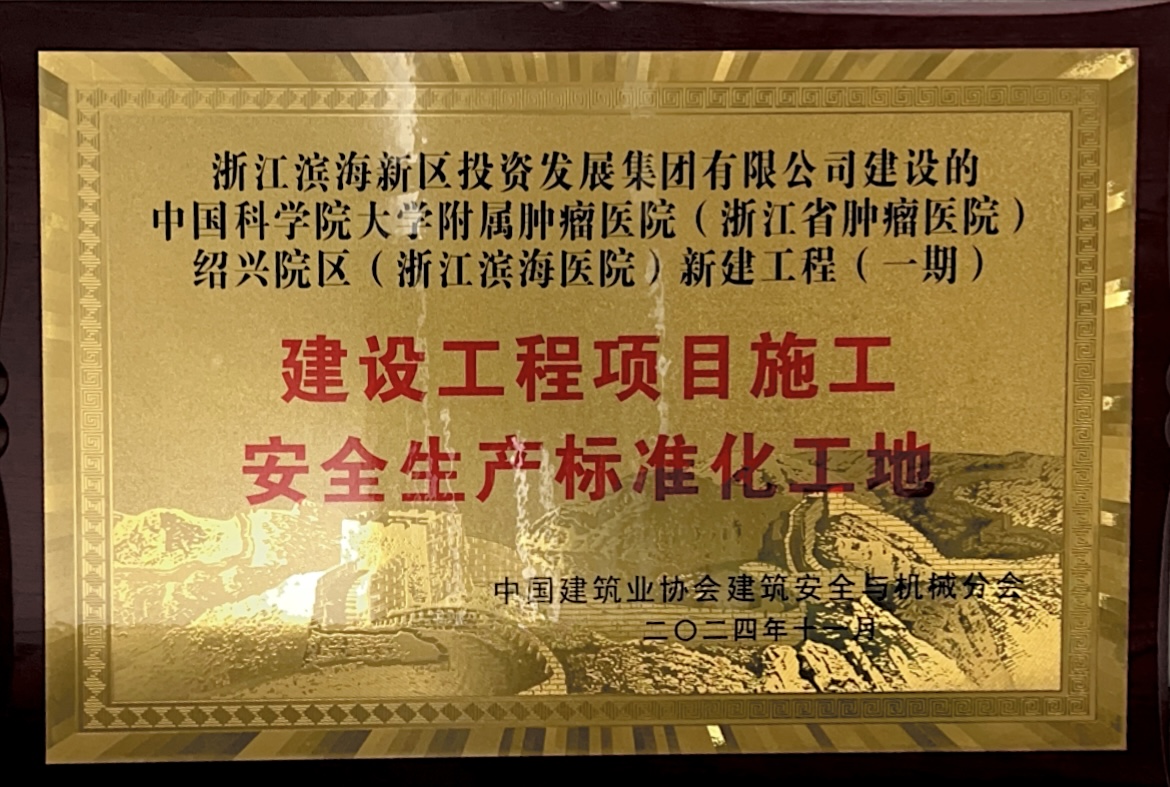 浙江滨海新区投资发展集团有限公司建设的
中国科学院大学附属肿瘤医院（浙江省肿瘤医院）
绍兴院区（浙江滨海医院）新建工程（一期）
建设工程项目施工
安全生产标准化工地
中国建筑业协会建筑安全与机械分会
二〇二四年十一月